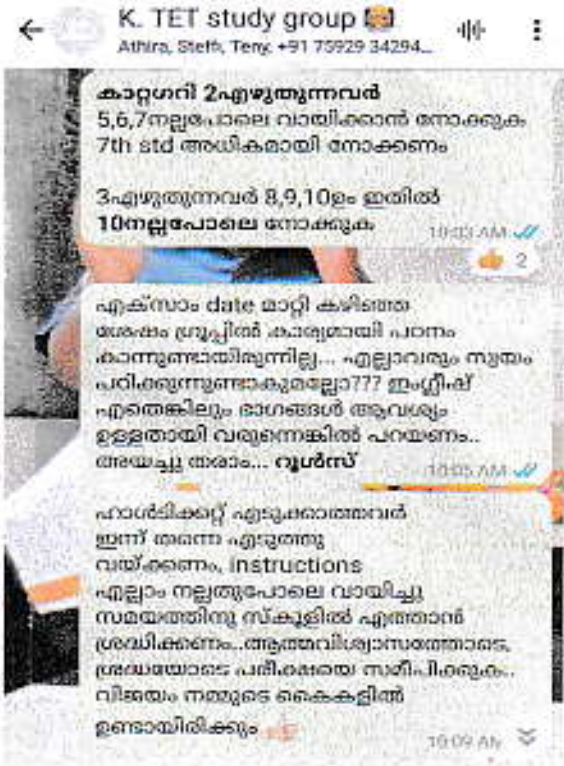 K. TET study group
Athira, Steffi, Teny, +91 75929 34294...
കാറ്റഗറി 2എഴുതുന്നവർ
5,6,7നല്ലപോലെ വായിക്കാൻ നോക്കുക
7th std അധികമായി നോക്കണം
3എഴുതുന്നവർ 8,9,10ഉം ഇതിൽ
10നല്ലപോലെ നോക്കുക
10:03 AM
2
എക്സാം date മാറ്റി കഴിഞ്ഞ
ശേഷം ഗ്രൂപ്പിൽ കാര്യമായി പഠനം
കാന്നുണ്ടായിരുന്നില്ല... എല്ലാവരും സ്വയം
പഠിക്കുന്നുണ്ടാകുമല്ലോ??? ഇംഗ്ലീഷ്
ഏതെങ്കിലും ഭാഗങ്ങൾ ആവശ്യം
ഉള്ളതായി വരുന്നെങ്കിൽ പറയണം..
അയച്ചു തരാം... റൂൾസ്
10:05 AM
ഹാൾടിക്കറ്റ് എടുക്കാത്തവർ
ഇന്ന് തന്നെ എടുത്തു
വയ്ക്കണം, instructions
എല്ലാം നല്ലതുപോലെ വായിച്ചു
സമയത്തിനു സ്കൂളിൽ എത്താൻ
ശ്രദ്ധിക്കണം..ആത്മവിശ്വാസത്തോടെ,
ശ്രദ്ധയോടെ പരീക്ഷയെ സമീപിക്കുക..
വിജയം നമ്മുടെ കൈകളിൽ
ഉണ്ടായിരിക്കും
10:09 AM